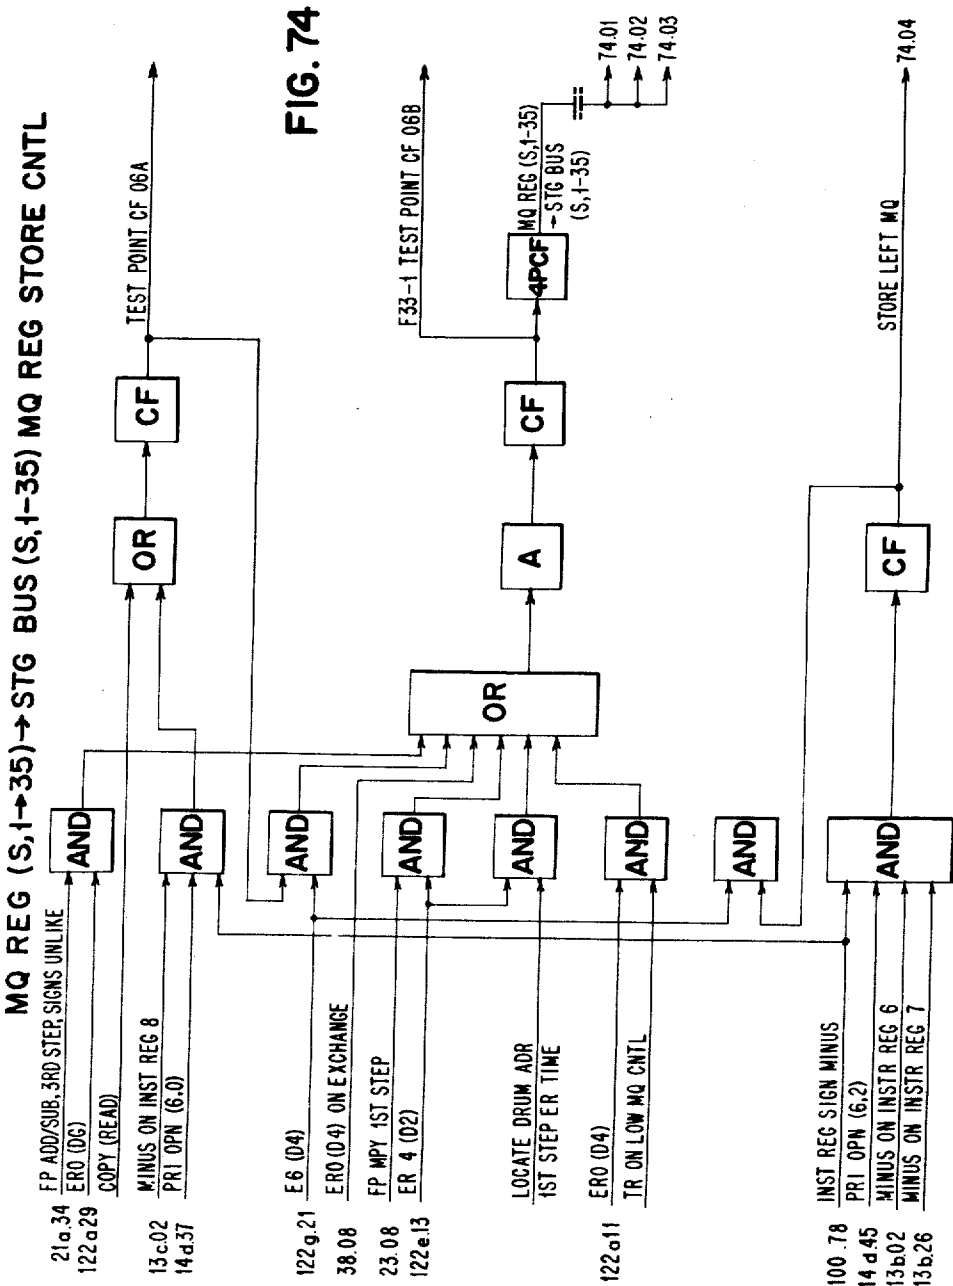 MQ REG (S,1→35)→STG BUS (S,1-35) MQ REG STORE CNTL
FIG. 74
21a.34 FP ADD/SUB, 3RD STEP, SIGNS UNLIKE
122a29 ERO (DG)
COPY (READ)
13c.02 MINUS ON INST REG 8
14d.37 PRI OPN (6,0)
122g.21 E 6 (D4)
38.08 ERO (D4) ON EXCHANGE
23.08 FP MPY 1ST STEP
122e.13 ER 4 (D2)
LOCATE DRUM ADR
1ST STEP ER TIME
122a11 ERO (D4)
TR ON LOW MQ CNTL
100.78 INST REG SIGN MINUS
14d.45 PRI OPN (6,2)
13b.02 MINUS ON INSTR REG 6
13b.26 MINUS ON INSTR REG 7
AND
AND
AND
AND
AND
AND
AND
AND
OR
CF
TEST POINT CF 06A
OR
A
CF
F33-1 TEST POINT CF 06B
4PCF
MQ REG (S,1-35)
→STG BUS
(S,1-35)
74.01
74.02
74.03
CF
STORE LEFT MQ
74.04